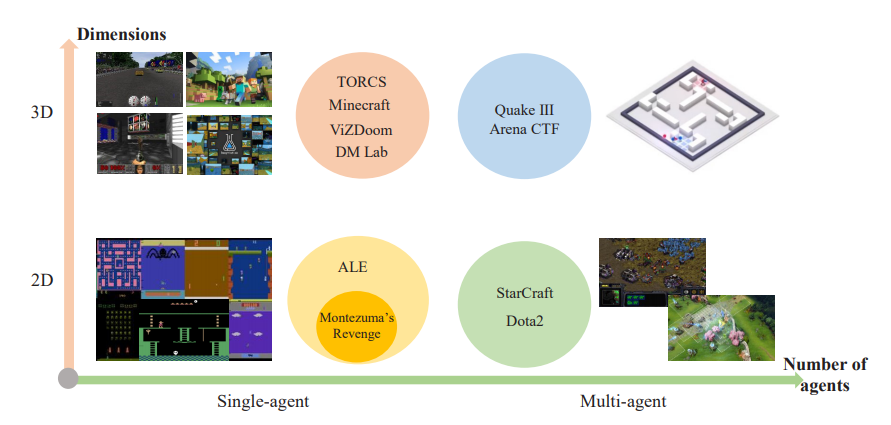 Dimensions
3D
TORCS
Minecraft
ViZDoom
DM Lab
Quake III
Arena CTF
2D
ALE
Montezuma's
Revenge
StarCraft
Dota2
Number of
agents
Single-agent
Multi-agent